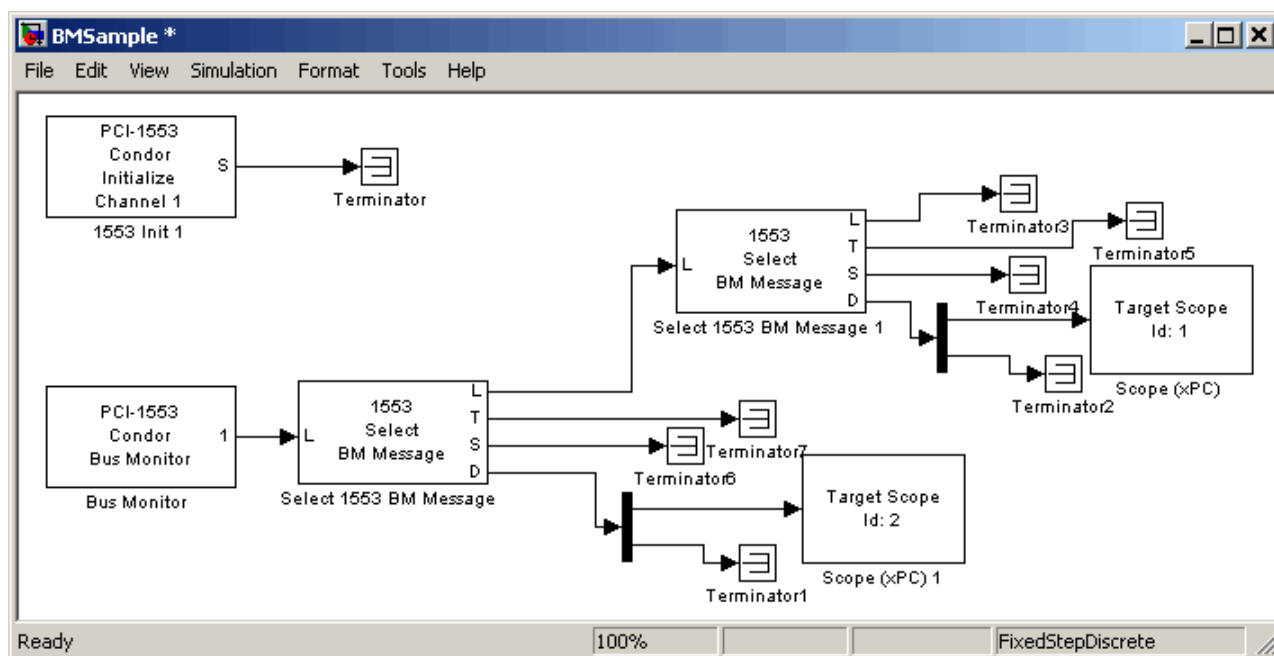 BMSample *
File Edit View Simulation Format Tools Help
PCI-1553
Condor
Initialize
Channel 1
S
1553 Init 1
Terminator
1553
Select
BM Message
L
L
T
S
D
Select 1553 BM Message 1
Terminator3
Terminator5
Terminator4
Terminator2
Target Scope
Id: 1
Scope (xPC)
PCI-1553
Condor
Bus Monitor
1
Bus Monitor
1553
Select
BM Message
L
L
T
S
D
Select 1553 BM Message
Terminator7
Terminator6
Terminator1
Target Scope
Id: 2
Scope (xPC) 1
Ready 100% FixedStepDiscrete